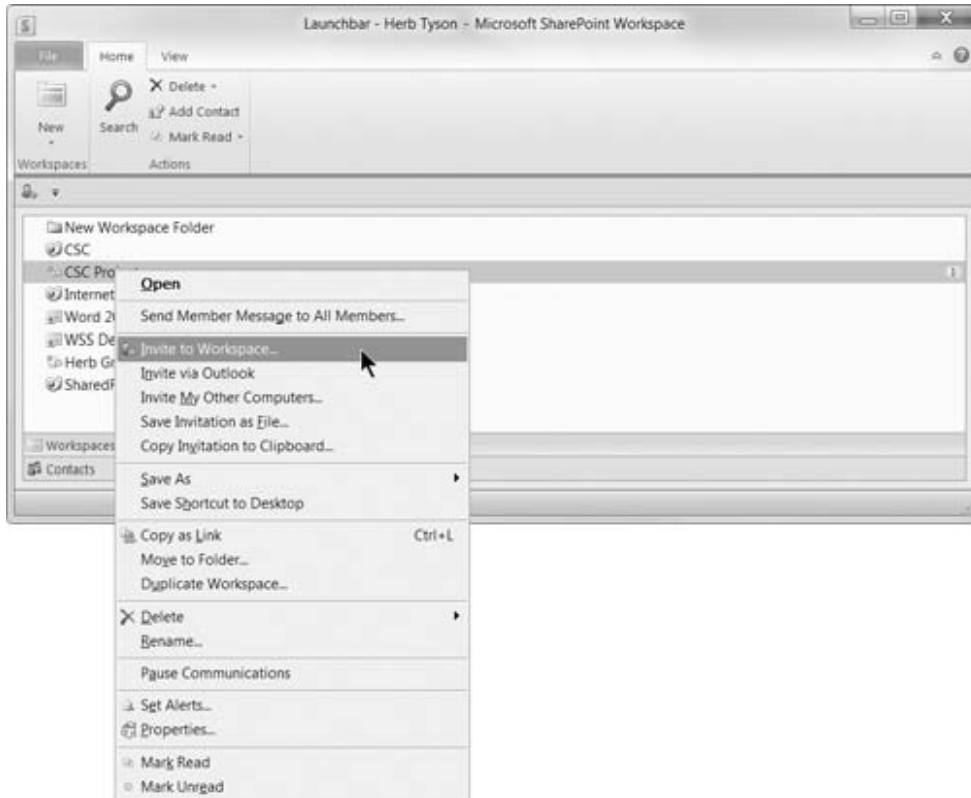 Launchbar - Herb Tyson - Microsoft SharePoint Workspace
File Home View
Delete
Add Contact
New Search Mark Read
Workspaces Actions
New Workspace Folder
CSC
CSC Pro
Internet
Word 2
WSS De
Herb Gr
SharedF
Workspaces
Contacts
Open
Send Member Message to All Members...
Invite to Workspace...
Invite via Outlook
Invite My Other Computers...
Save Invitation as File...
Copy Invitation to Clipboard...
Save As
Save Shortcut to Desktop
Copy as Link Ctrl+L
Move to Folder...
Duplicate Workspace...
Delete
Rename...
Pause Communications
Set Alerts...
Properties...
Mark Read
Mark Unread